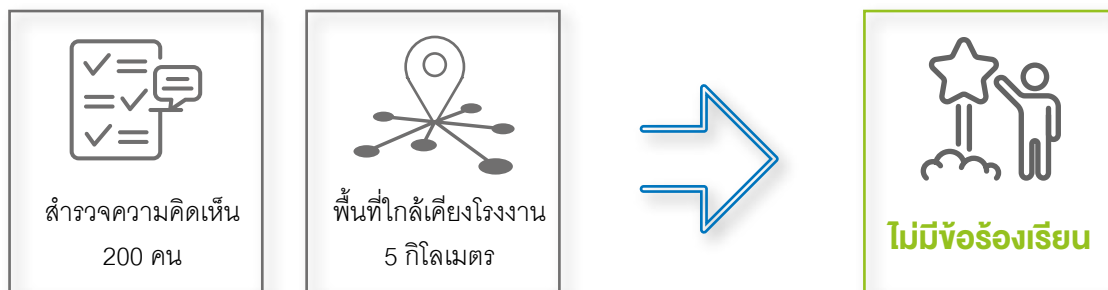 สำรวจความคิดเห็น
200 คน
พื้นที่ใกล้เคียงโรงงาน
5 กิโลเมตร
ไม่มีข้อร้องเรียน